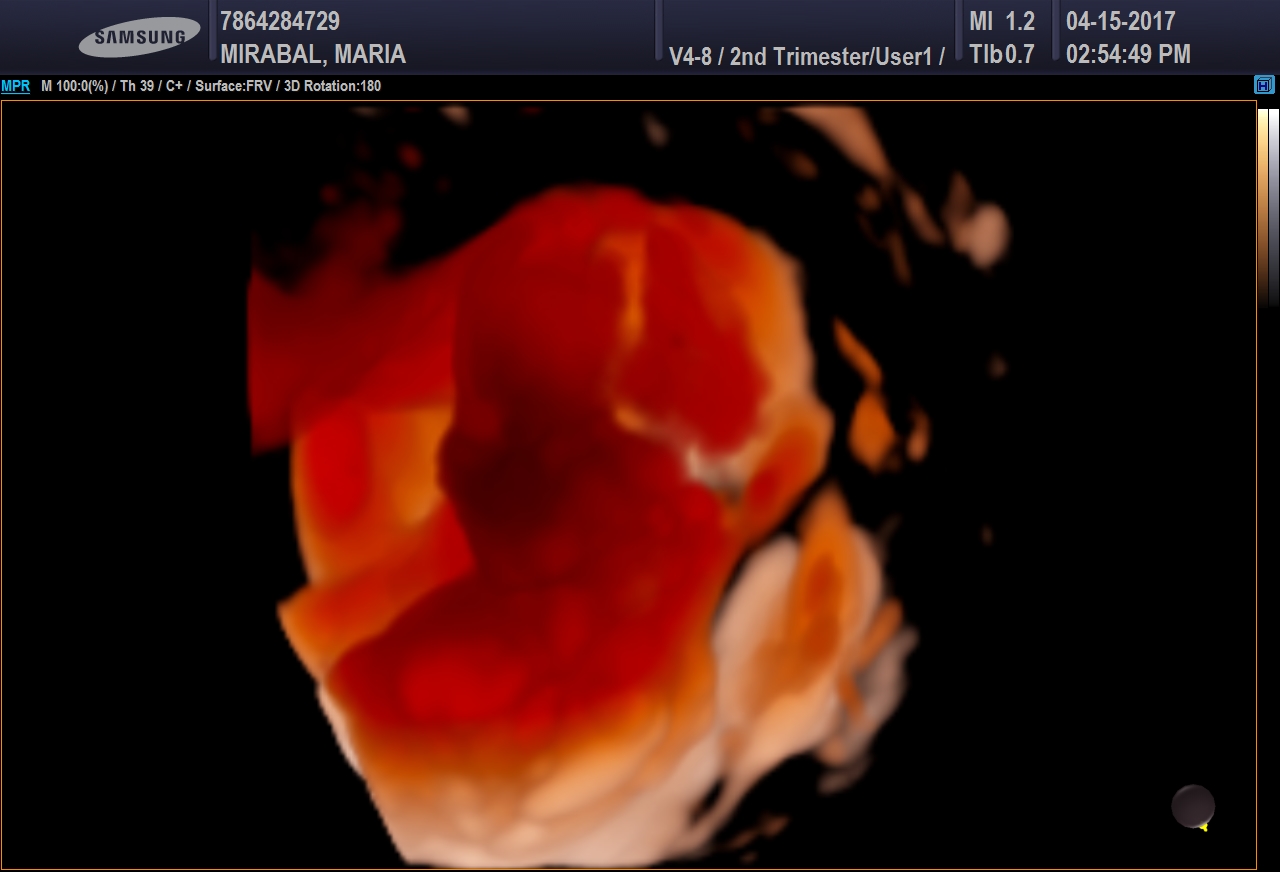 SAMSUNG
7864284729
MIRABAL, MARIA
V4-8 / 2nd Trimester/User1 /
MI 1.2
TIb 0.7
04-15-2017
02:54:49 PM
MPR M 100:0(%) / Th 39 / C+ / Surface:FRV / 3D Rotation:180
H